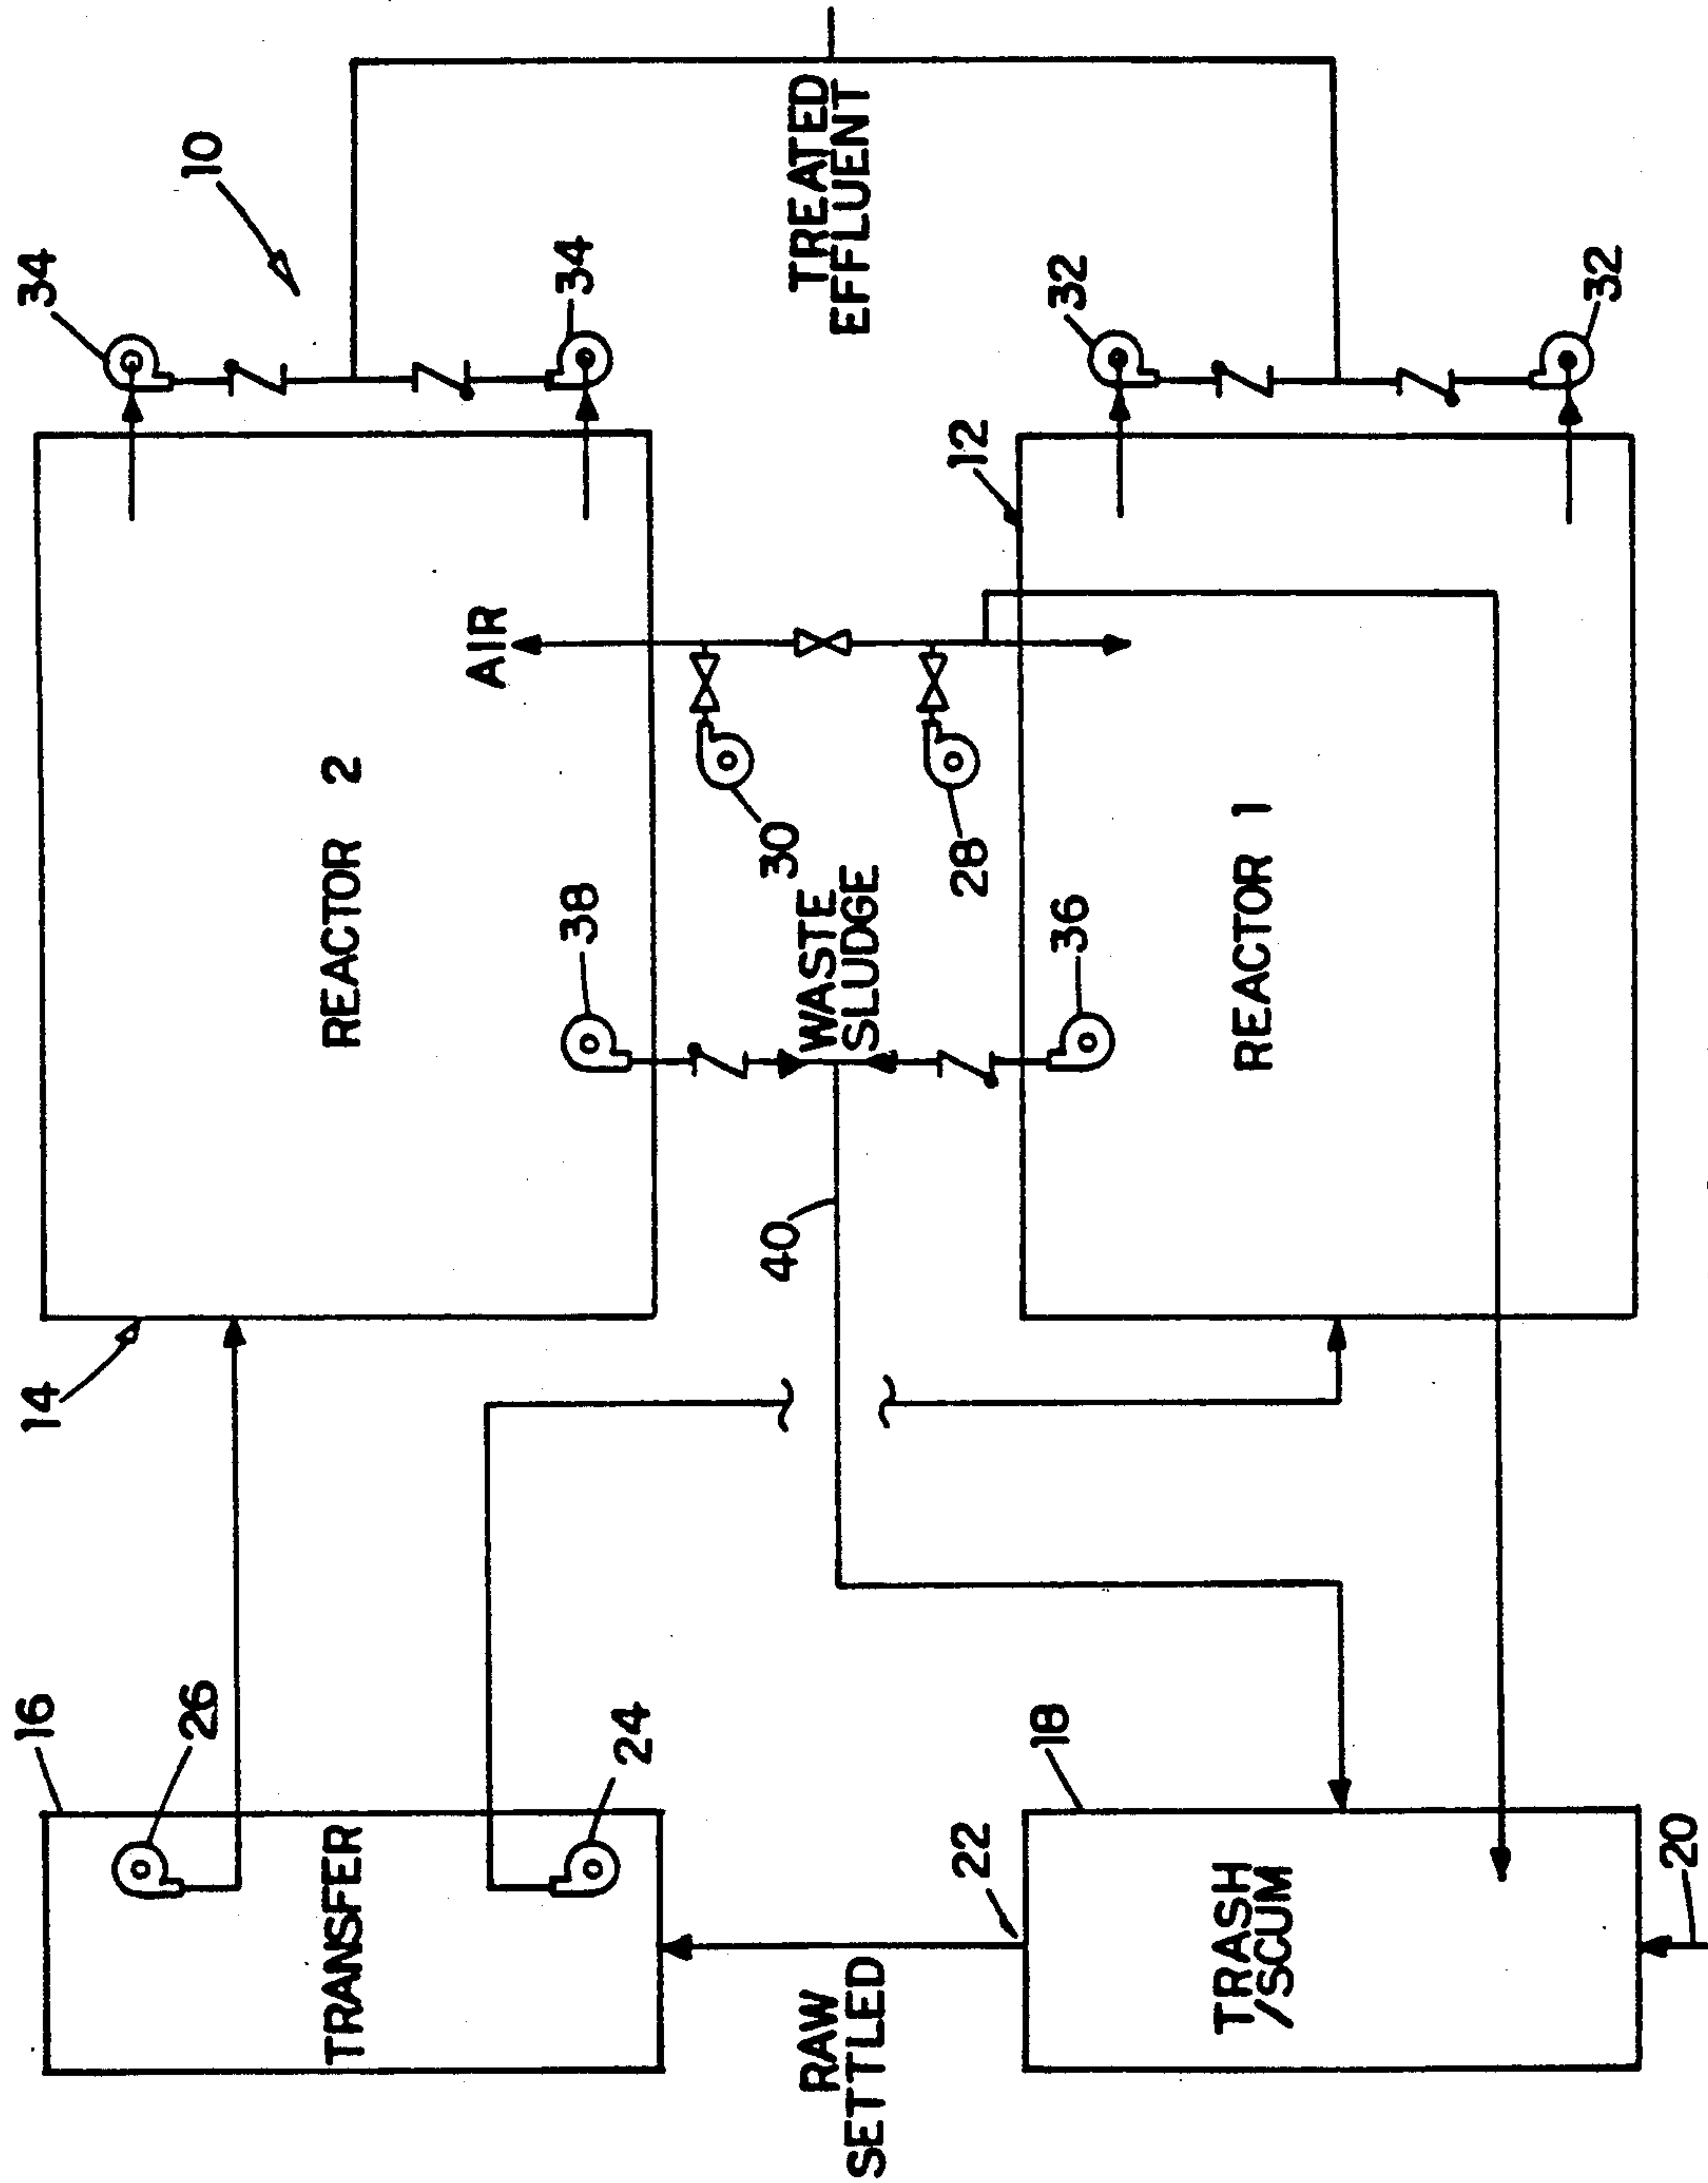 10
34
34
32
32
TREATED
EFFLUENT
12
14
REACTOR 2
AIR
30
28
38
WASTE
SLUDGE
36
REACTOR 1
40
16
26
TRANSFER
24
RAW
SETTLED
22
18
TRASH
/SCUM
20